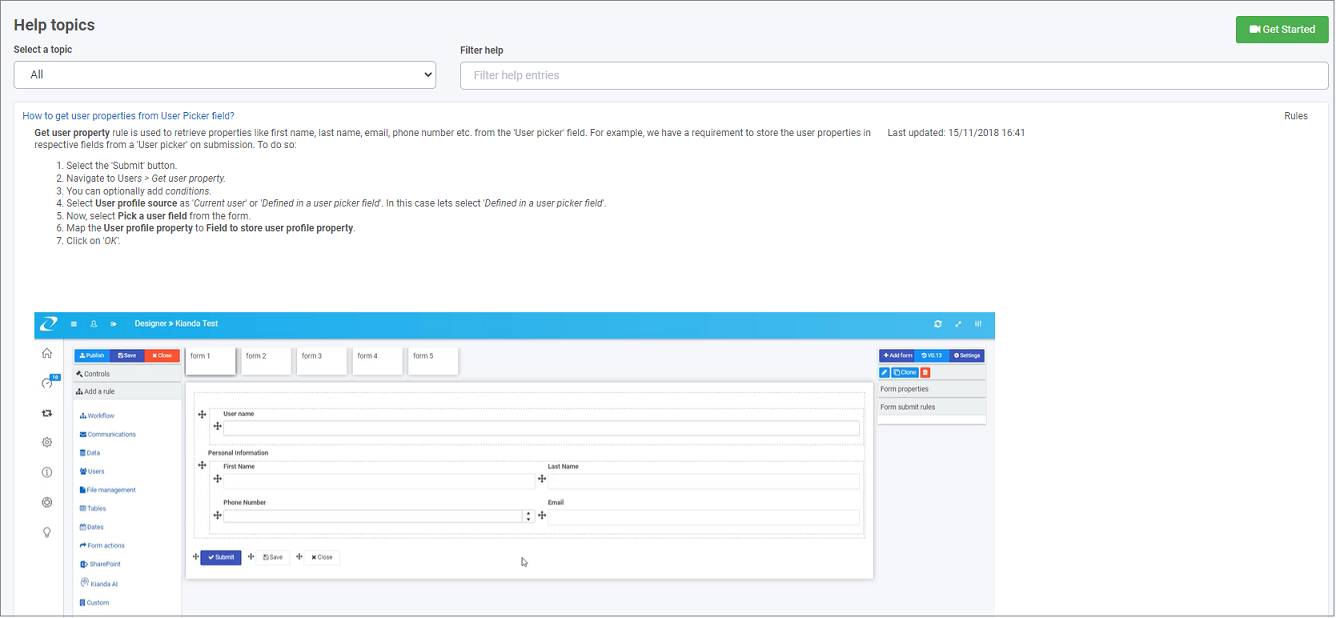 Help topics
Get Started
Select a topic
Filter help
All
Filter help entries
How to get user properties from User Picker field?
Rules
Get user property rule is used to retrieve properties like first name, last name, email, phone number etc. from the 'User picker' field. For example, we have a requirement to store the user properties in
Last updated: 15/11/2018 16:41
respective fields from a 'User picker' on submission. To do so:
1. Select the 'Submit' button.
2. Navigate to Users > Get user property.
3. You can optionally add conditions.
4. Select User profile source as 'Current user' or 'Defined in a user picker field'. In this case lets select 'Defined in a user picker field'.
5. Now, select Pick a user field from the form.
6. Map the User profile property to Field to store user profile property.
7. Click on 'OK'.
Designer » Kianda Test
Publish Save Close
form 1 form 2 form 3 form 4 form 5
Add form V0.13 Settings
Clone
Controls
Add a rule
Form properties
Form submit rules
Workflow
Communications
Data
Users
File management
Tables
Dates
Form actions
SharePoint
Kianda AI
Custom
User name
Personal Information
First Name Last Name
Phone Number Email
Submit Save Close